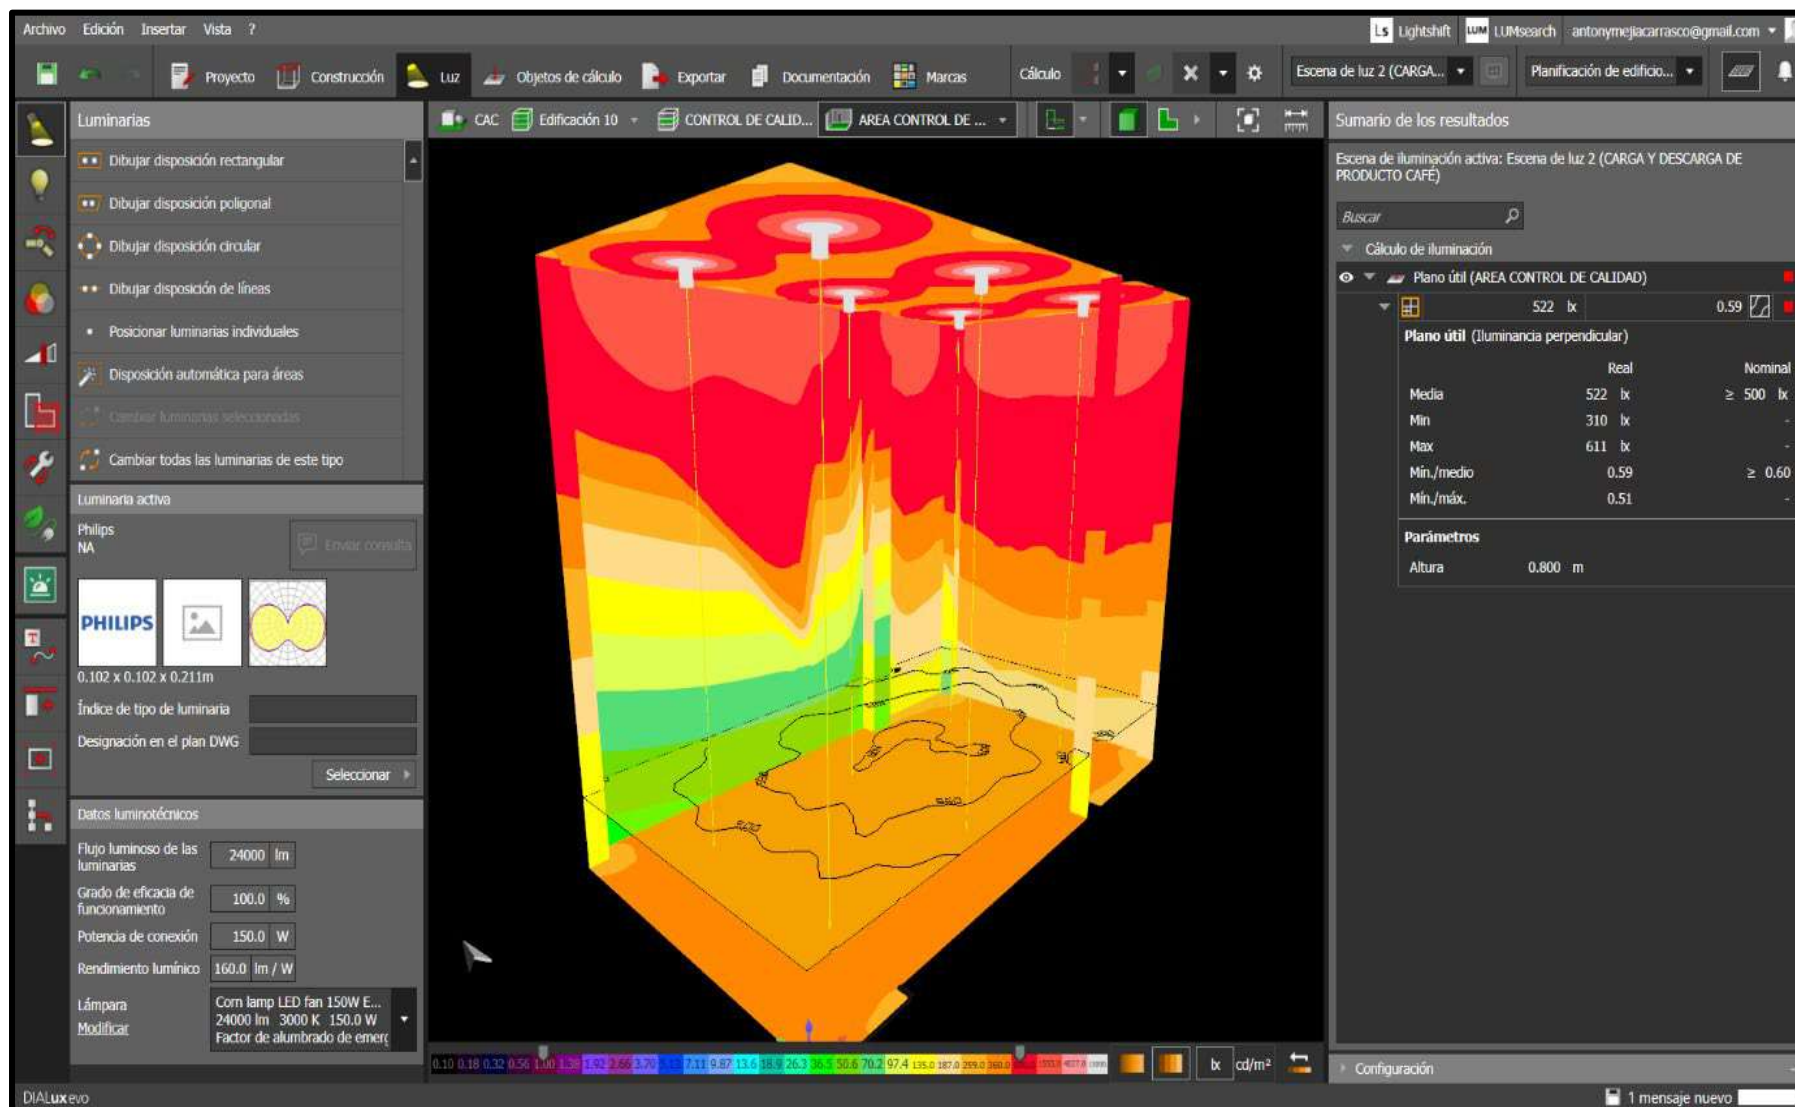 Archivo Edición Insertar Vista ?
Ls Lightshift LUM LUMsearch antonymejiacarrasco@gmail.com
Proyecto Construcción Luz Objetos de cálculo Exportar Documentación Marcas Cálculo Escena de luz 2 (CARGA... Planificación de edificio...
Luminarias
CAC Edificación 10 CONTROL DE CALID... AREA CONTROL DE ...
Sumario de los resultados
Dibujar disposición rectangular
Dibujar disposición poligonal
Dibujar disposición circular
Dibujar disposición de líneas
Posicionar luminarias individuales
Disposición automática para áreas
Cambiar luminarias seleccionadas
Cambiar todas las luminarias de este tipo
Luminaria activa
Philips
NA
Enviar consulta
PHILIPS
0.102 x 0.102 x 0.211m
Índice de tipo de luminaria
Designación en el plan DWG
Seleccionar
Datos luminotécnicos
Flujo luminoso de las
luminarias
24000 lm
Grado de eficacia de
funcionamiento
100.0 %
Potencia de conexión 150.0 W
Rendimiento lumínico 160.0 lm / W
Lámpara
Modificar
Corn lamp LED fan 150W E...
24000 lm 3000 K 150.0 W
Factor de alumbrado de emerg
0.10 0.18 0.32 0.56 1.00 1.38 1.92 2.66 3.70 5.13 7.11 9.87 13.6 18.9 26.3 36.5 50.6 70.2 97.4 135.0 187.0 259.0 360.0
lx cd/m²
Escena de iluminación activa: Escena de luz 2 (CARGA Y DESCARGA DE
PRODUCTO CAFÉ)
Buscar
Cálculo de iluminación
Plano útil (AREA CONTROL DE CALIDAD)
522 lx 0.59
Plano útil (Iluminancia perpendicular)
Real Nominal
Media 522 lx ≥ 500 lx
Min 310 lx -
Max 611 lx -
Mín./medio 0.59 ≥ 0.60
Mín./máx. 0.51 -
Parámetros
Altura 0.800 m
Configuración
DIALux evo
1 mensaje nuevo